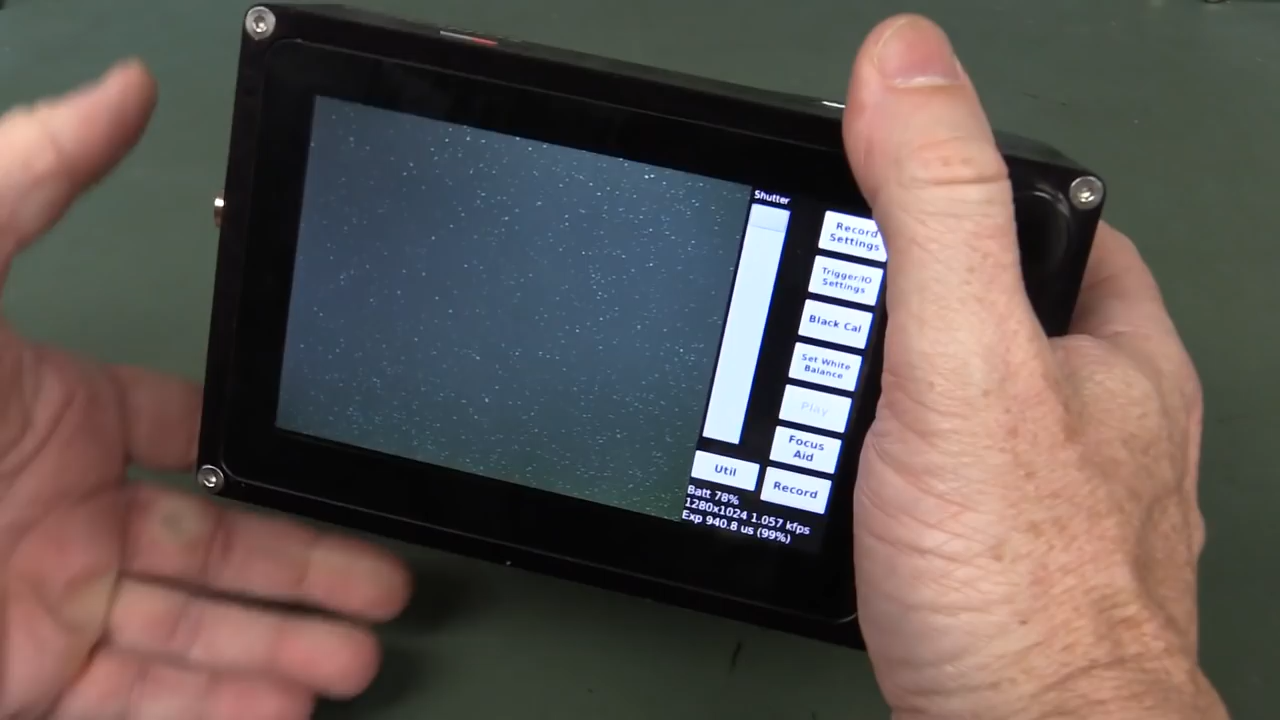 Shutter
Record
Settings
Trigger/IO
Settings
Black Cal
Set White
Balance
Play
Focus
Aid
Util
Record
Batt 78%
1280x1024 1.057 kfps
Exp 940.8 us (99%)